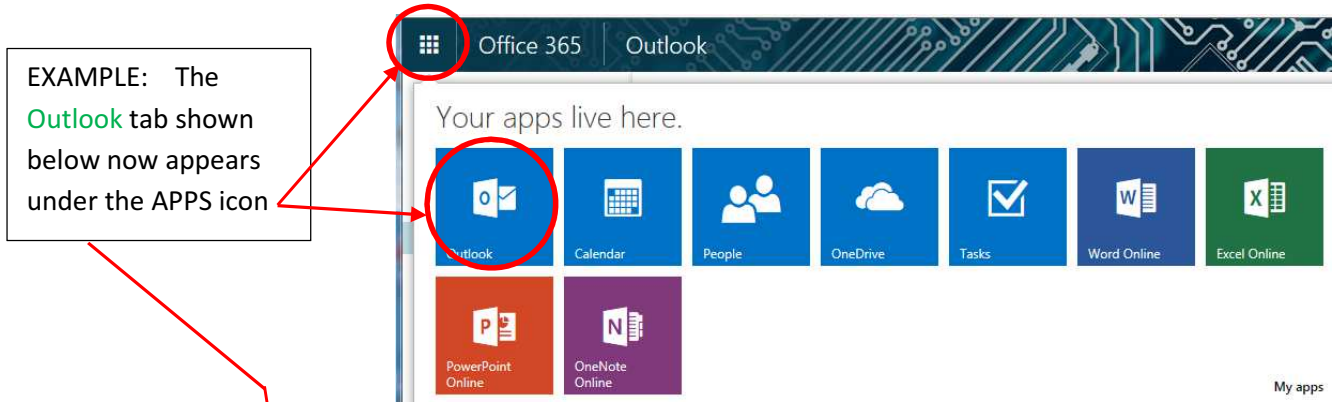 Office 365 Outlook
EXAMPLE: The
Outlook tab shown
below now appears
under the APPS icon
Your apps live here.
Outlook Calendar People OneDrive Tasks Word Online Excel Online
PowerPoint
Online
OneNote
Online
My apps